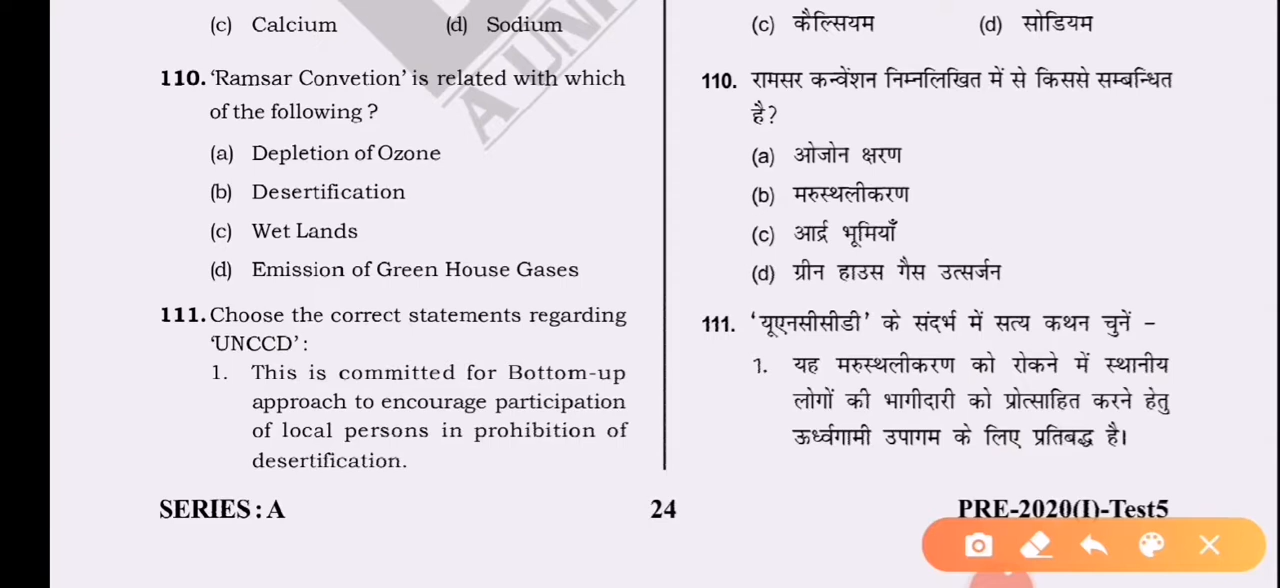 (c) Calcium (d) Sodium
110. ‘Ramsar Convetion’ is related with which
of the following ?
(a) Depletion of Ozone
(b) Desertification
(c) Wet Lands
(d) Emission of Green House Gases
111. Choose the correct statements regarding
‘UNCCD’ :
1. This is committed for Bottom-up
approach to encourage participation
of local persons in prohibition of
desertification.
(c) कैल्सियम (d) सोडियम
110. रामसर कन्वेंशन निम्नलिखित में से किससे सम्बन्धित
है?
(a) ओजोन क्षरण
(b) मरुस्थलीकरण
(c) आर्द्र भूमियाँ
(d) ग्रीन हाउस गैस उत्सर्जन
111. ‘यूएनसीसीडी’ के संदर्भ में सत्य कथन चुनें –
1. यह मरुस्थलीकरण को रोकने में स्थानीय
लोगों की भागीदारी को प्रोत्साहित करने हेतु
ऊर्ध्वगामी उपागम के लिए प्रतिबद्ध है।
SERIES : A 24 PRE-2020(I)-Test5